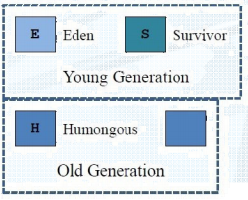 E Eden S Survivor
Young Generation
H Humongous
Old Generation